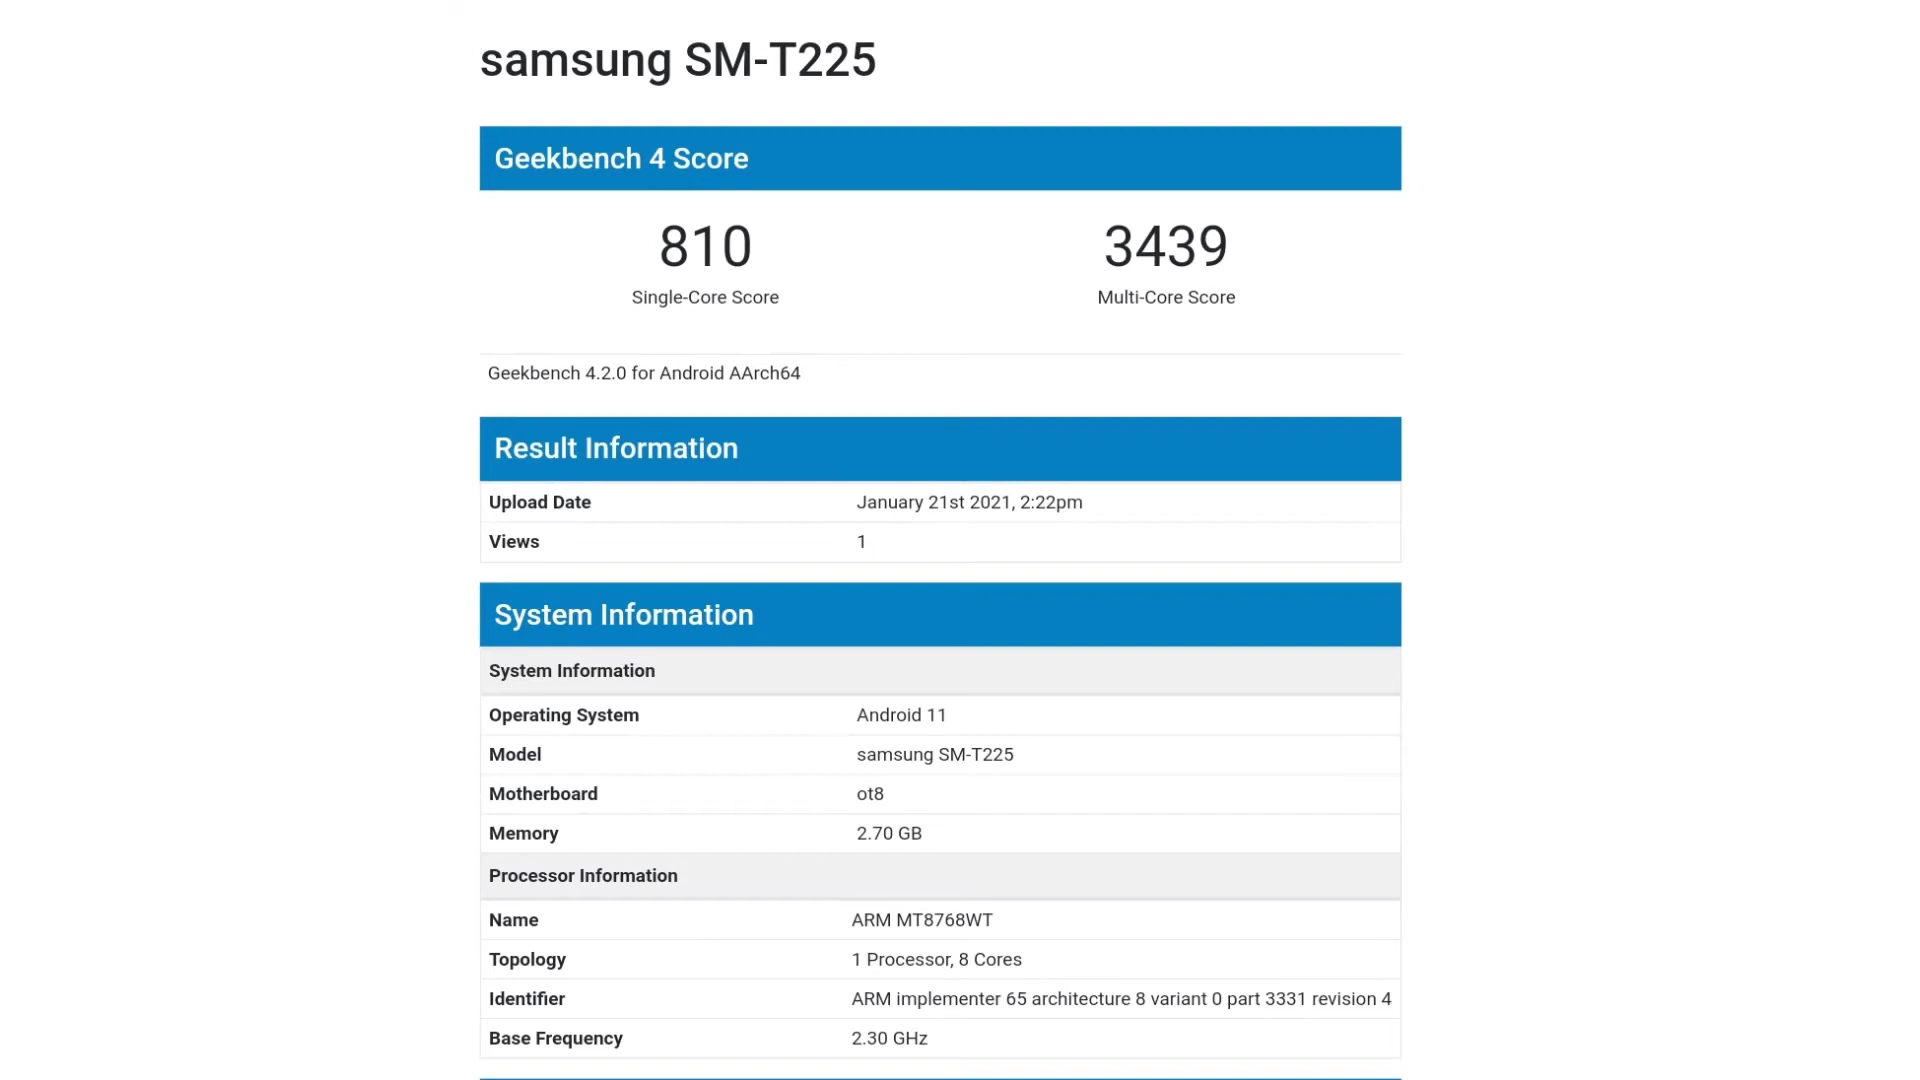 samsung SM-T225
Geekbench 4 Score
810 3439
Single-Core Score Multi-Core Score
Geekbench 4.2.0 for Android AArch64
Result Information
Upload Date January 21st 2021, 2:22pm
Views 1
System Information
System Information
Operating System Android 11
Model samsung SM-T225
Motherboard ot8
Memory 2.70 GB
Processor Information
Name ARM MT8768WT
Topology 1 Processor, 8 Cores
Identifier ARM implementer 65 architecture 8 variant 0 part 3331 revision 4
Base Frequency 2.30 GHz